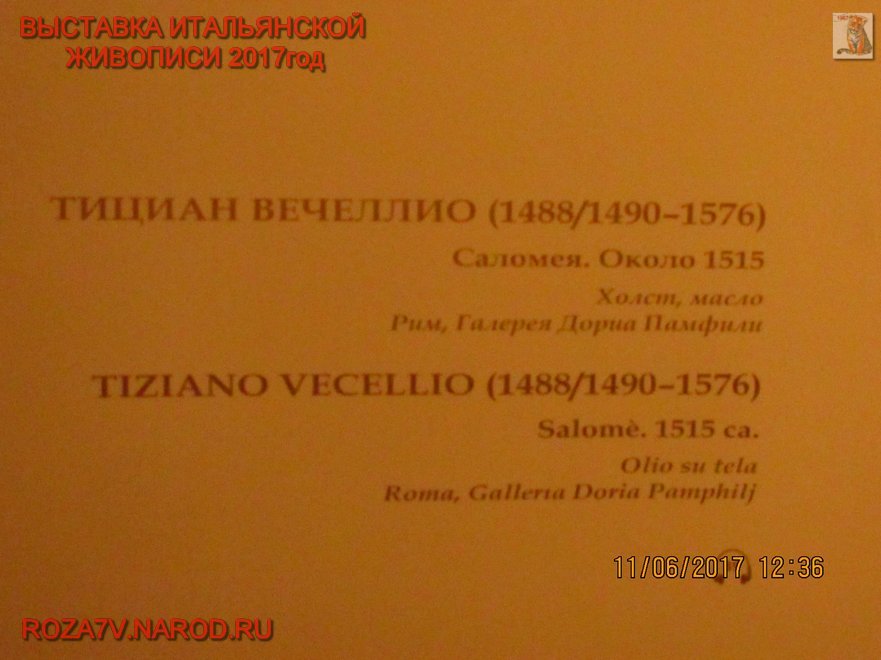 ВЫСТАВКА ИТАЛЬЯНСКОЙ
ЖИВОПИСИ 2017год
ТИЦИАН ВЕЧЕЛЛИО (1488/1490–1576)
Саломея. Около 1515
Холст, масло
Рим, Галерея Дориа Памфили
TIZIANO VECELLIO (1488/1490–1576)
Salomè. 1515 ca.
Olio su tela
Roma, Galleria Doria Pamphilj
11/06/2017 12:36
ROZA7V.NAROD.RU